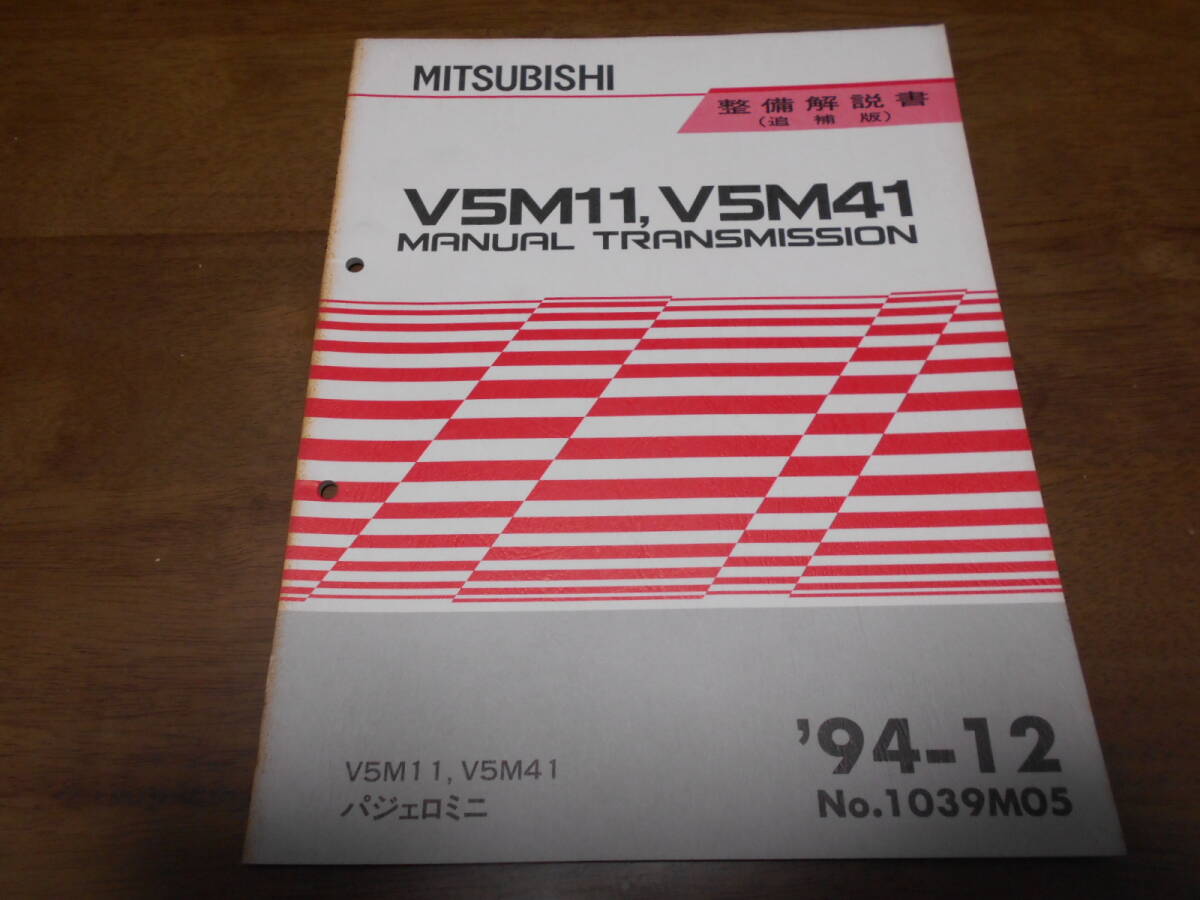 MITSUBISHI
整備解説書
(追補版)
V5M11, V5M41
MANUAL TRANSMISSION
V5M11, V5M41
パジェロミニ
'94-12
No.1039M05